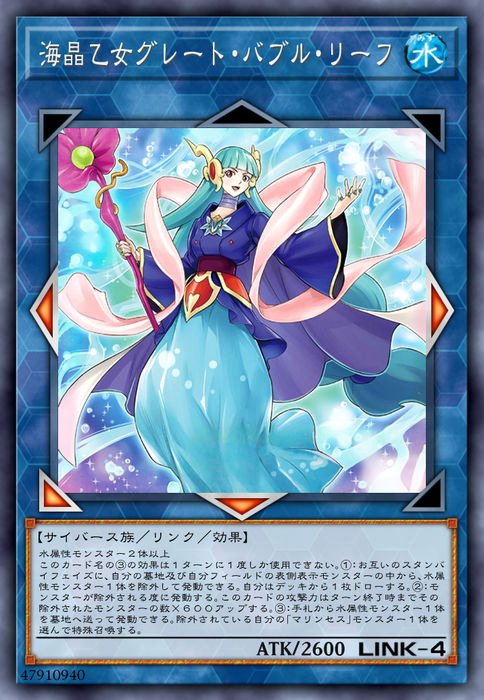 海晶乙女グレート・バブル・リーフ
みず
水
【サイバース族／リンク／効果】
水属性モンスター２体以上
このカード名の③の効果は１ターンに１度しか使用できない。①：お互いのスタン
バイフェイズに、自分の墓地及び自分フィールドの表側表示モンスターの中から、水属
性モンスター１体を除外して発動できる。自分はデッキから１枚ドローする。②：モ
ンスターが除外される度に発動する。このカードの攻撃力はターン終了時までその
除外されたモンスターの数×６００アップする。③：手札から水属性モンスター１体
を墓地へ送って発動できる。除外されている自分の「マリンセス」モンスター１体を
選んで特殊召喚する。
ATK/2600 LINK-4
47910940